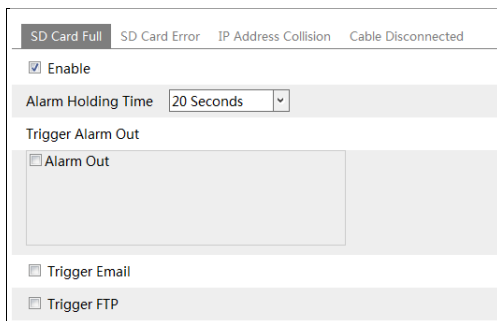 SD Card Full SD Card Error IP Address Collision Cable Disconnected
Enable
Alarm Holding Time 20 Seconds
Trigger Alarm Out
Alarm Out
Trigger Email
Trigger FTP